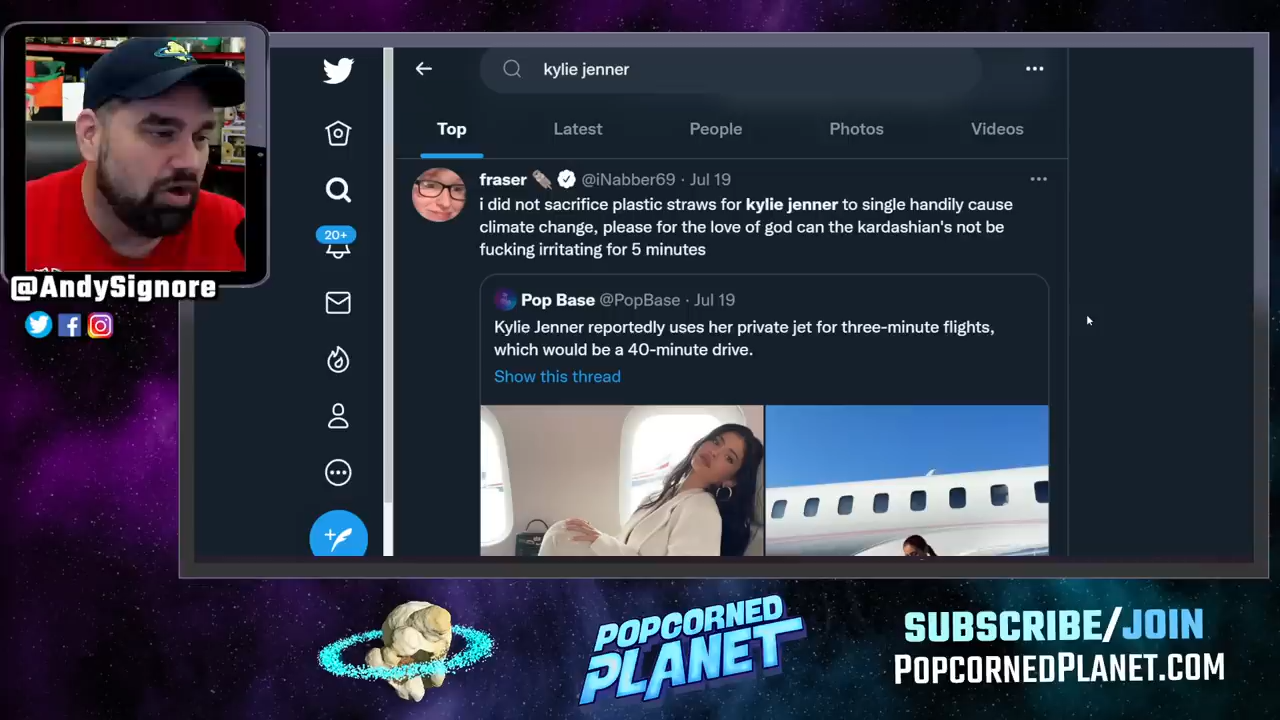 kylie jenner
Top Latest People Photos Videos
fraser @iNabber69 · Jul 19
i did not sacrifice plastic straws for kylie jenner to single handily cause
climate change, please for the love of god can the kardashian's not be
fucking irritating for 5 minutes
20+
Pop Base @PopBase · Jul 19
Kylie Jenner reportedly uses her private jet for three-minute flights,
which would be a 40-minute drive.
Show this thread
@AndySignore
POPCORNED
PLANET
SUBSCRIBE/JOIN
POPCORNEDPLANET.COM